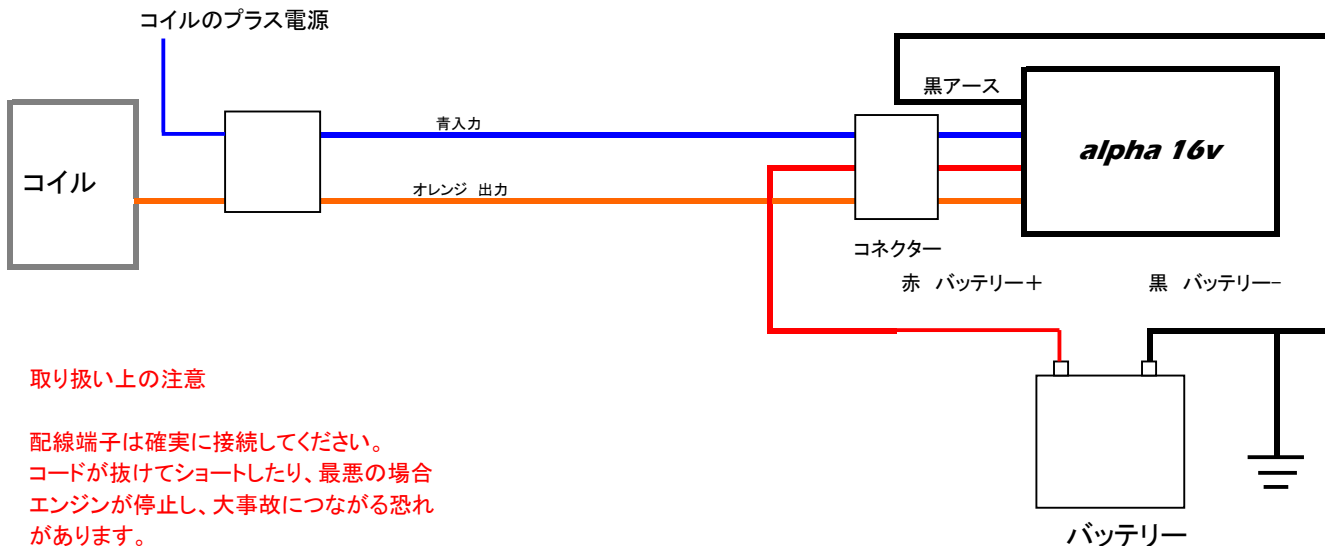 コイルのプラス電源
黒アース
青入力
alpha 16v
コイル
オレンジ 出力
コネクター
赤 バッテリー＋
黒 バッテリー−
取り扱い上の注意
配線端子は確実に接続してください。
コードが抜けてショートしたり、最悪の場合
エンジンが停止し、大事故につながる恐れ
があります。
バッテリー